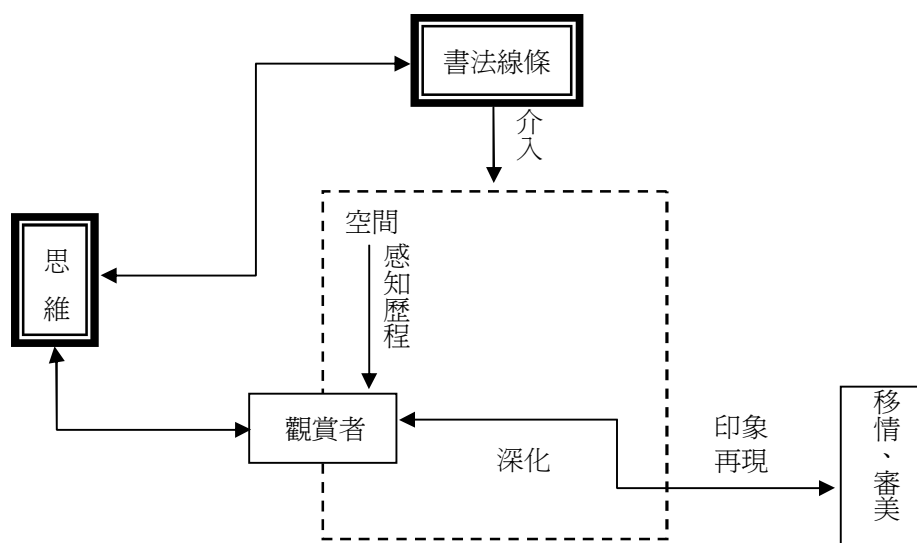 書法線條
介入
空間
感知歷程
思維
觀賞者
深化
印象
再現
移情、審美